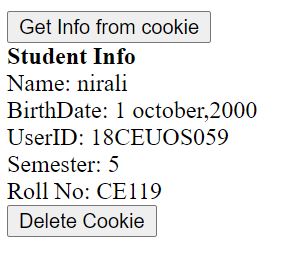 Get Info from cookie
Student Info
Name: nirali
BirthDate: 1 october,2000
UserID: 18CEUOS059
Semester: 5
Roll No: CE119
Delete Cookie